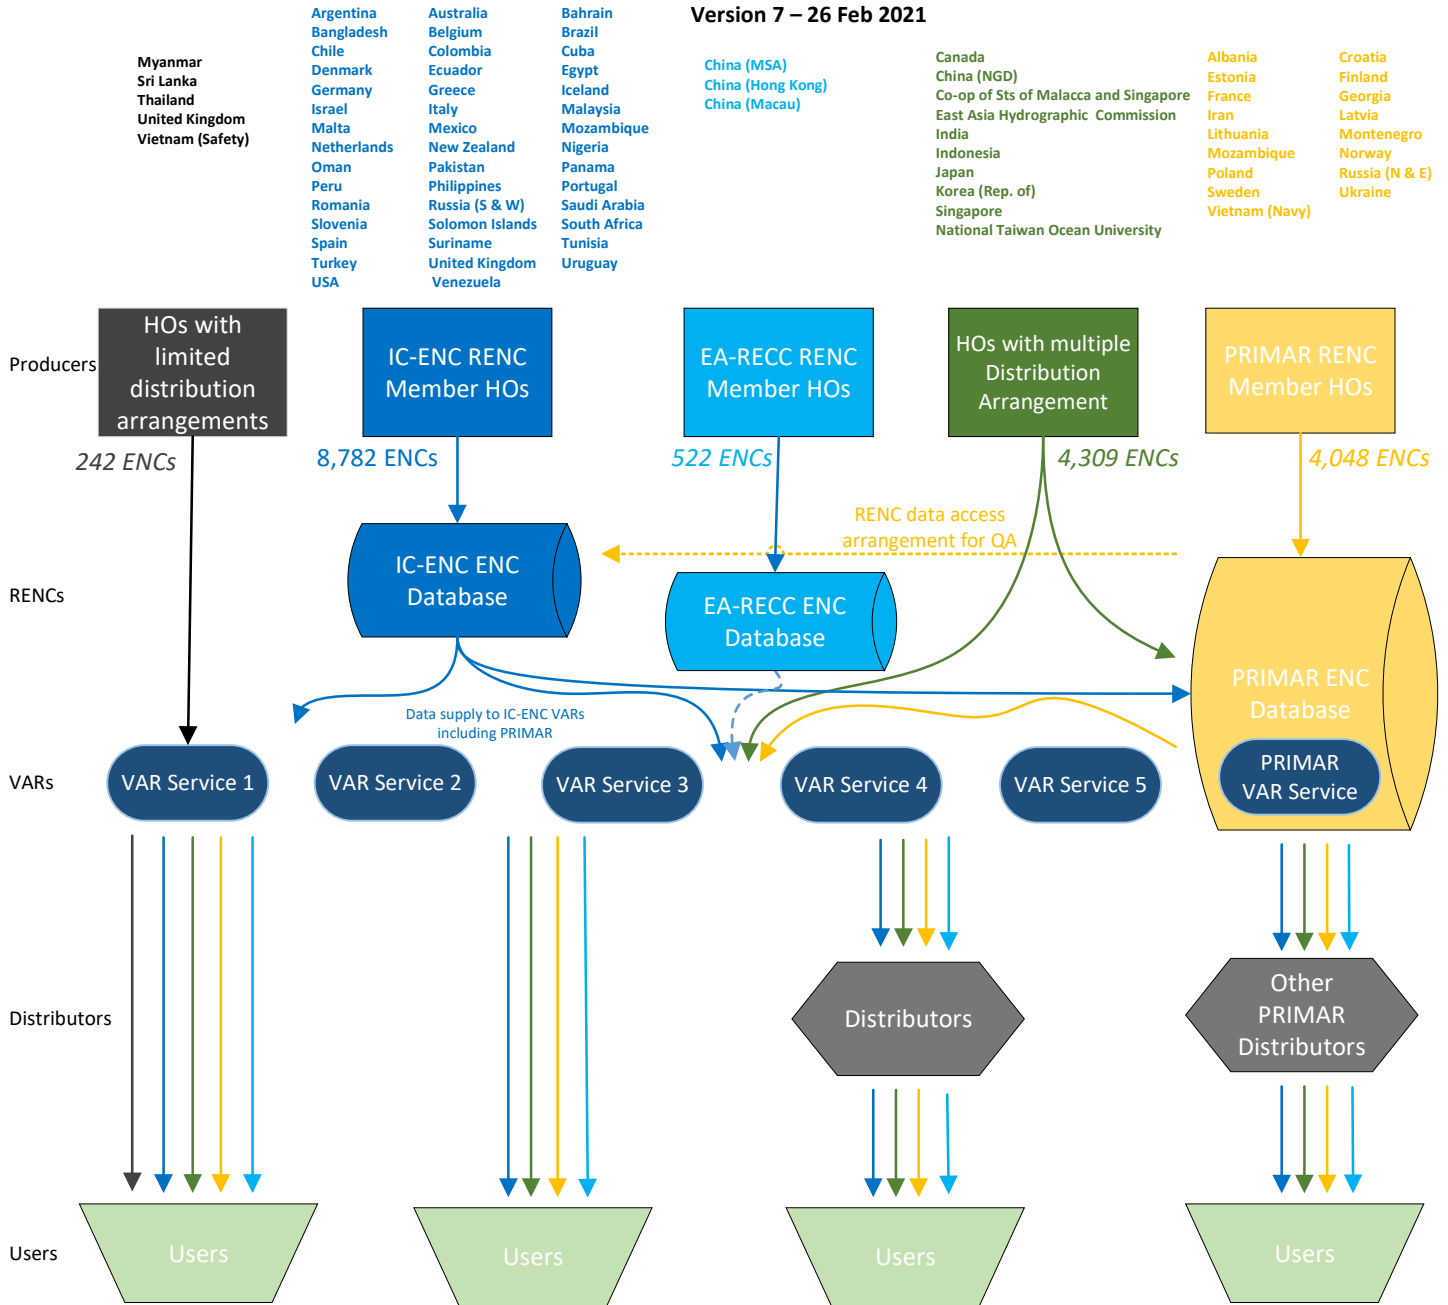 Version 7 – 26 Feb 2021
Myanmar
Sri Lanka
Thailand
United Kingdom
Vietnam (Safety)
Argentina
Bangladesh
Chile
Denmark
Germany
Israel
Malta
Netherlands
Oman
Peru
Romania
Slovenia
Spain
Turkey
USA
Australia
Belgium
Colombia
Ecuador
Greece
Italy
Mexico
New Zealand
Pakistan
Philippines
Russia (S & W)
Solomon Islands
Suriname
United Kingdom
Venezuela
Bahrain
Brazil
Cuba
Egypt
Iceland
Malaysia
Mozambique
Nigeria
Panama
Portugal
Saudi Arabia
South Africa
Tunisia
Uruguay
China (MSA)
China (Hong Kong)
China (Macau)
Canada
China (NGD)
Co-op of Sts of Malacca and Singapore
East Asia Hydrographic Commission
India
Indonesia
Japan
Korea (Rep. of)
Singapore
National Taiwan Ocean University
Albania
Estonia
France
Iran
Lithuania
Mozambique
Poland
Sweden
Vietnam (Navy)
Croatia
Finland
Georgia
Latvia
Montenegro
Norway
Russia (N & E)
Ukraine
Producers
HOs with
limited
distribution
arrangements
IC-ENC RENC
Member HOs
EA-RECC RENC
Member HOs
HOs with multiple
Distribution
Arrangement
PRIMAR RENC
Member HOs
242 ENCs
8,782 ENCs
522 ENCs
4,309 ENCs
4,048 ENCs
RENC data access
arrangement for QA
RENCs
IC-ENC ENC
Database
EA-RECC ENC
Database
PRIMAR ENC
Database
Data supply to IC-ENC VARs
including PRIMAR
VARs
VAR Service 1
VAR Service 2
VAR Service 3
VAR Service 4
VAR Service 5
PRIMAR
VAR Service
Distributors
Distributors
Other
PRIMAR
Distributors
Users
Users
Users
Users
Users